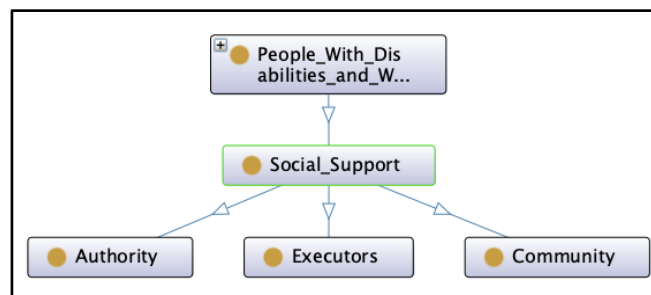 People_With_Dis
abilities_and_W...
Social_Support
Authority
Executors
Community